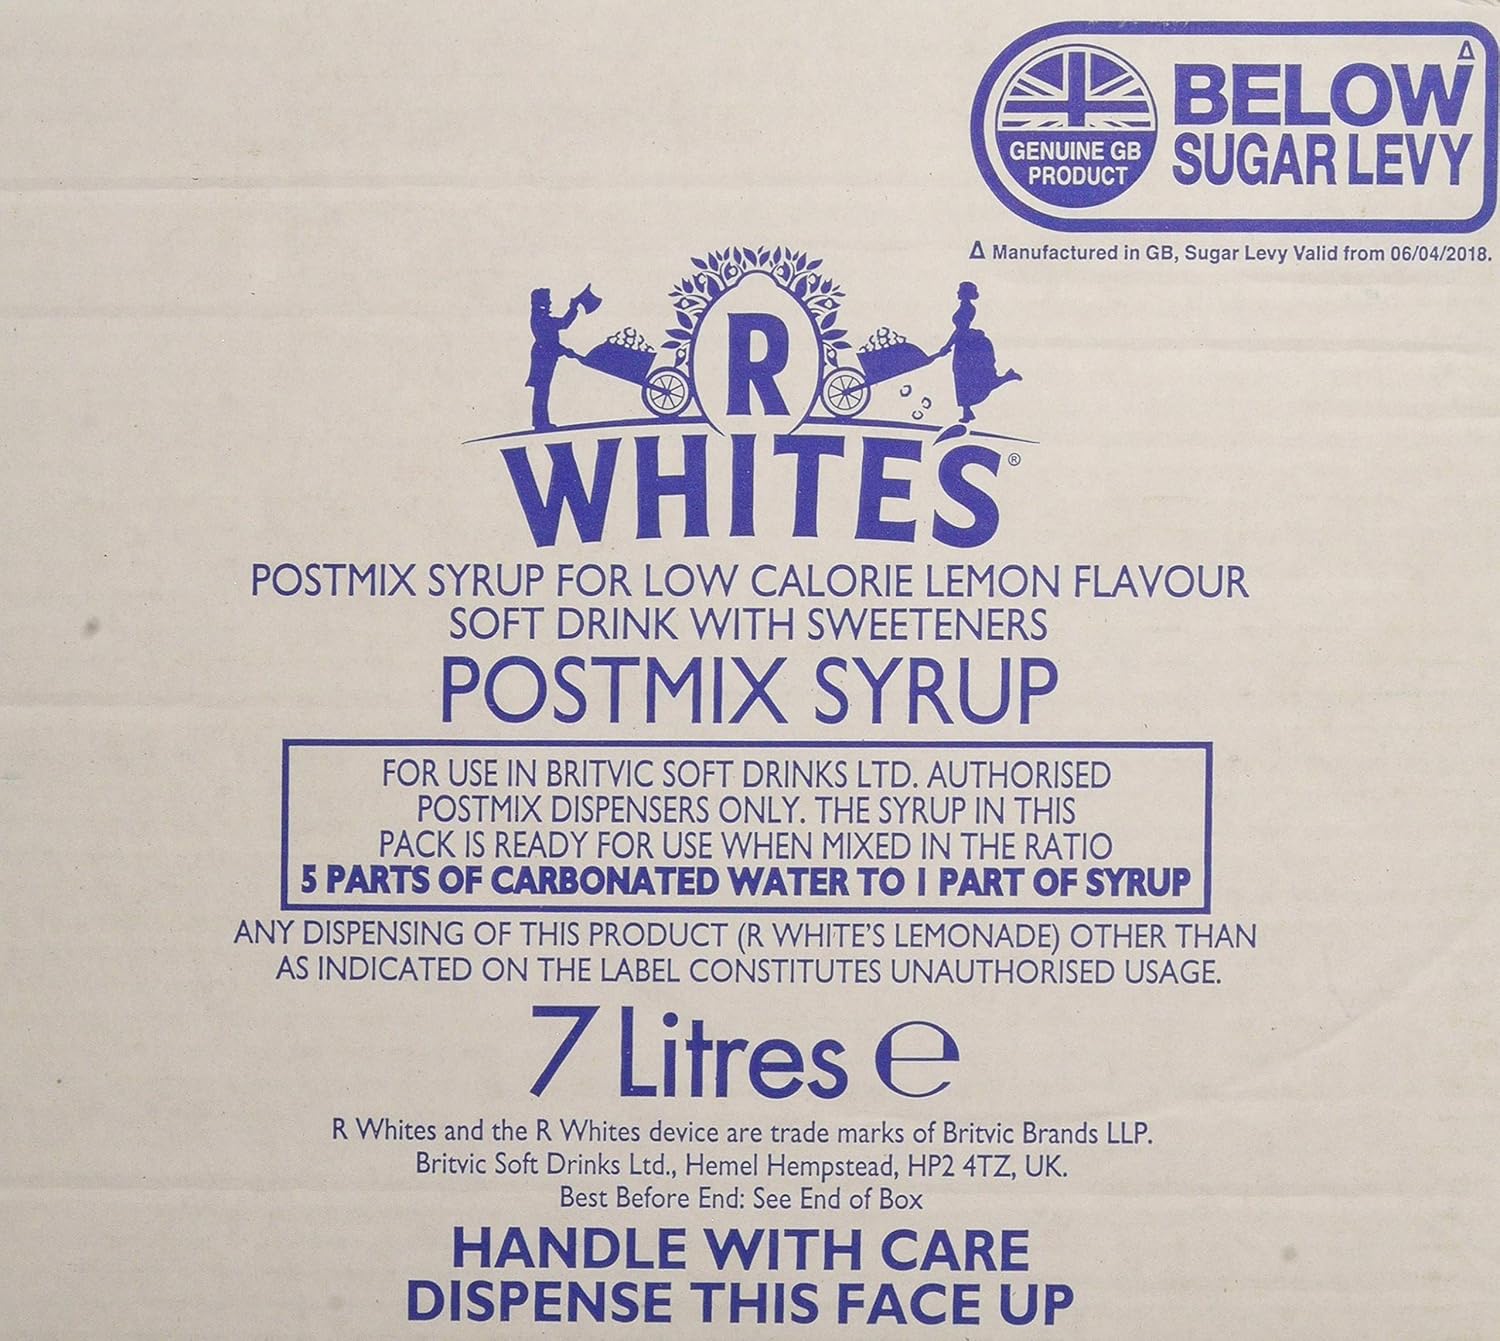 GENUINE GB
PRODUCT
BELOW Δ
SUGAR LEVY
Δ Manufactured in GB, Sugar Levy Valid from 06/04/2018.
R
WHITE'S®
POSTMIX SYRUP FOR LOW CALORIE LEMON FLAVOUR
SOFT DRINK WITH SWEETENERS
POSTMIX SYRUP
FOR USE IN BRITVIC SOFT DRINKS LTD. AUTHORISED
POSTMIX DISPENSERS ONLY. THE SYRUP IN THIS
PACK IS READY FOR USE WHEN MIXED IN THE RATIO
5 PARTS OF CARBONATED WATER TO 1 PART OF SYRUP
ANY DISPENSING OF THIS PRODUCT (R WHITE'S LEMONADE) OTHER THAN
AS INDICATED ON THE LABEL CONSTITUTES UNAUTHORISED USAGE.
7 Litres ℮
R Whites and the R Whites device are trade marks of Britvic Brands LLP.
Britvic Soft Drinks Ltd., Hemel Hempstead, HP2 4TZ, UK.
Best Before End: See End of Box
HANDLE WITH CARE
DISPENSE THIS FACE UP